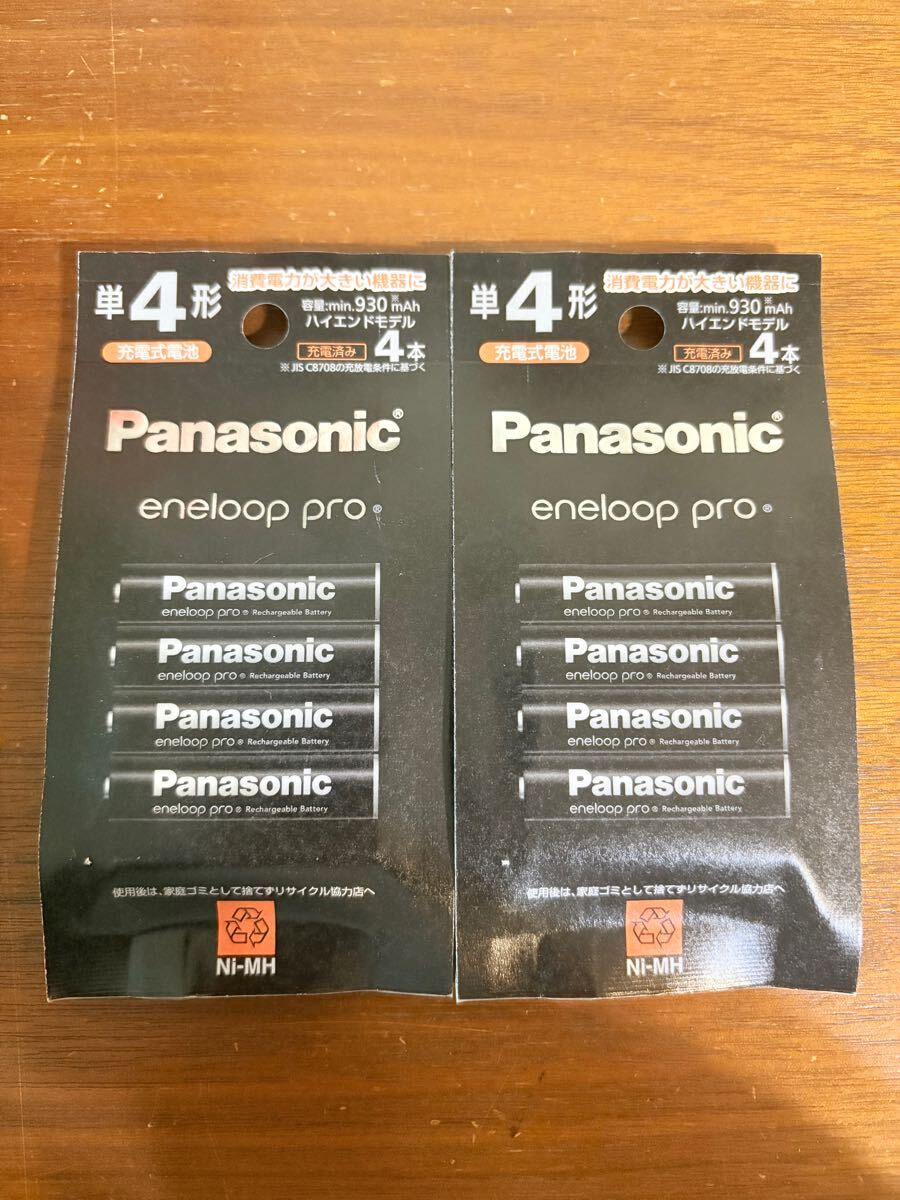 消費電力が大きい機器に
単4形
容量:min.930※mAh
ハイエンドモデル
充電式電池
充電済み 4本
※ JIS C8708の充放電条件に基づく
Panasonic®
eneloop pro®
Panasonic
eneloop pro® Rechargeable Battery
Panasonic
eneloop pro® Rechargeable Battery
Panasonic
eneloop pro® Rechargeable Battery
Panasonic
eneloop pro® Rechargeable Battery
使用後は、家庭ゴミとして捨てずリサイクル協力店へ
Ni-MH
消費電力が大きい機器に
単4形
容量:min.930※mAh
ハイエンドモデル
充電式電池
充電済み 4本
※ JIS C8708の充放電条件に基づく
Panasonic®
eneloop pro®
Panasonic
eneloop pro® Rechargeable Battery
Panasonic
eneloop pro® Rechargeable Battery
Panasonic
eneloop pro® Rechargeable Battery
Panasonic
eneloop pro® Rechargeable Battery
使用後は、家庭ゴミとして捨てずリサイクル協力店へ
Ni-MH